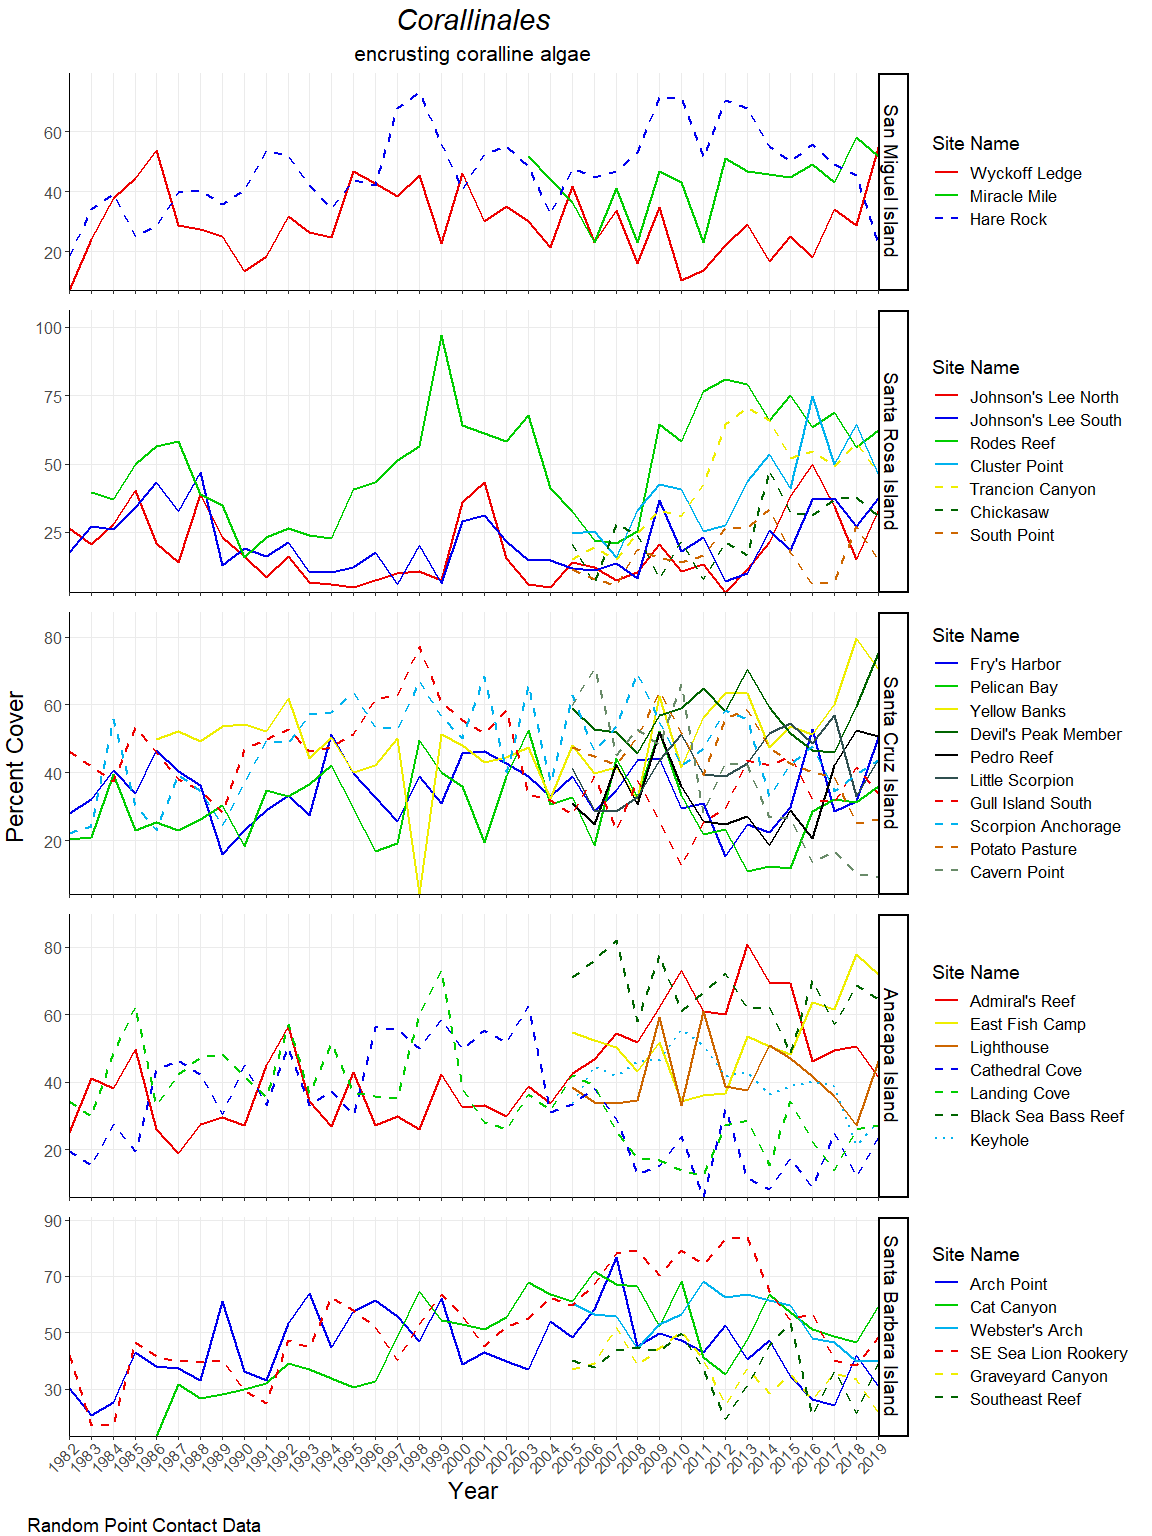 Corallinales
encrusting coralline algae
60
40
20
San Miguel Island
Site Name
Wyckoff Ledge
Miracle Mile
Hare Rock
100
75
50
25
Santa Rosa Island
Site Name
Johnson's Lee North
Johnson's Lee South
Rodes Reef
Cluster Point
Trancion Canyon
Chickasaw
South Point
Percent Cover
80
60
40
20
Santa Cruz Island
Site Name
Fry's Harbor
Pelican Bay
Yellow Banks
Devil's Peak Member
Pedro Reef
Little Scorpion
Gull Island South
Scorpion Anchorage
Potato Pasture
Cavern Point
80
60
40
20
Anacapa Island
Site Name
Admiral's Reef
East Fish Camp
Lighthouse
Cathedral Cove
Landing Cove
Black Sea Bass Reef
Keyhole
90
70
50
30
Santa Barbara Island
Site Name
Arch Point
Cat Canyon
Webster's Arch
SE Sea Lion Rookery
Graveyard Canyon
Southeast Reef
1982 1983 1984 1985 1986 1987 1988 1989 1990 1991 1992 1993 1994 1995 1996 1997 1998 1999 2000 2001 2002 2003 2004 2005 2006 2007 2008 2009 2010 2011 2012 2013 2014 2015 2016 2017 2018 2019
Year
Random Point Contact Data